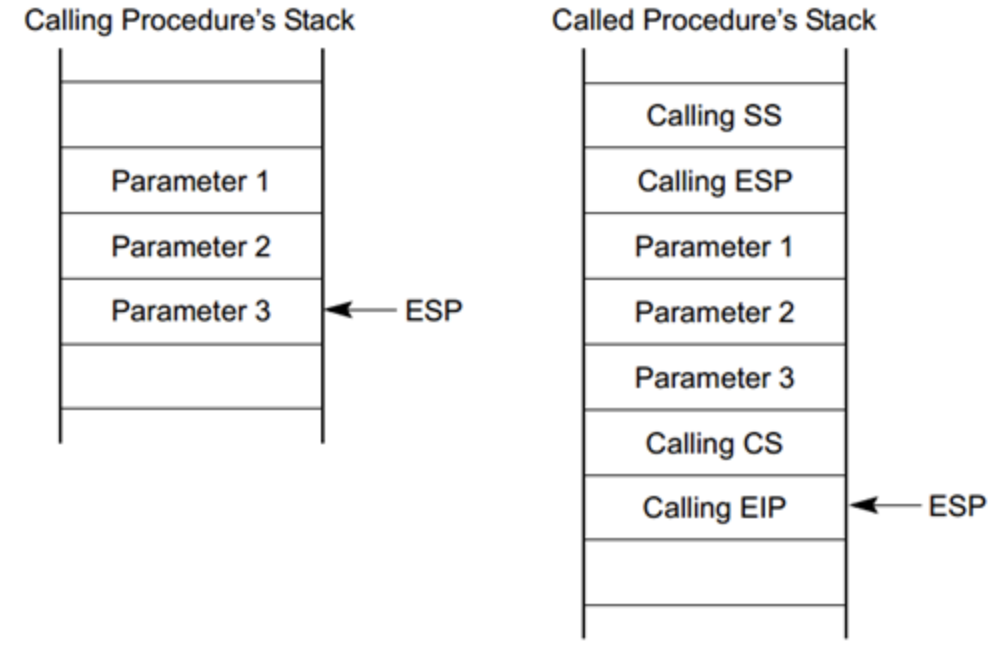 Calling Procedure's Stack
Parameter 1
Parameter 2
Parameter 3
ESP
Called Procedure's Stack
Calling SS
Calling ESP
Parameter 1
Parameter 2
Parameter 3
Calling CS
Calling EIP
ESP